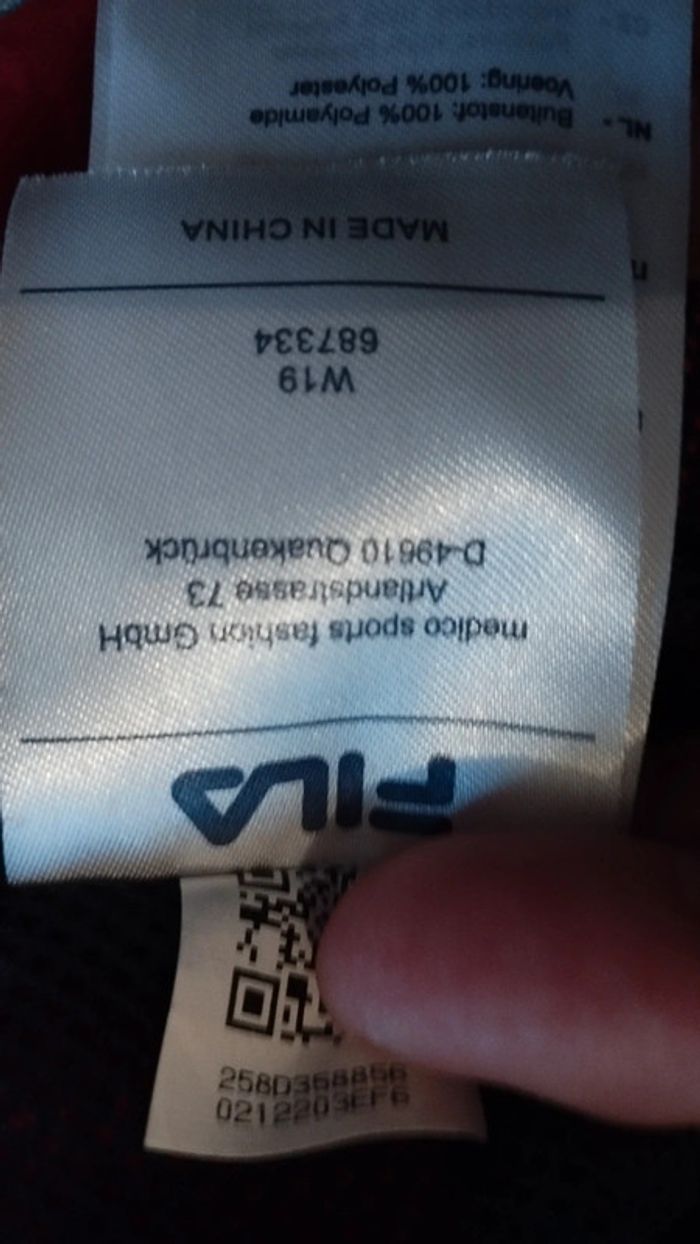 FILA
medico sports fashion GmbH
Artlandstrasse 73
D-49610 Quakenbrück
W19
687334
MADE IN CHINA
NL -
Buitenstof: 100% Polyamide
Voering: 100% Polyester
258D358856
0212203EF6